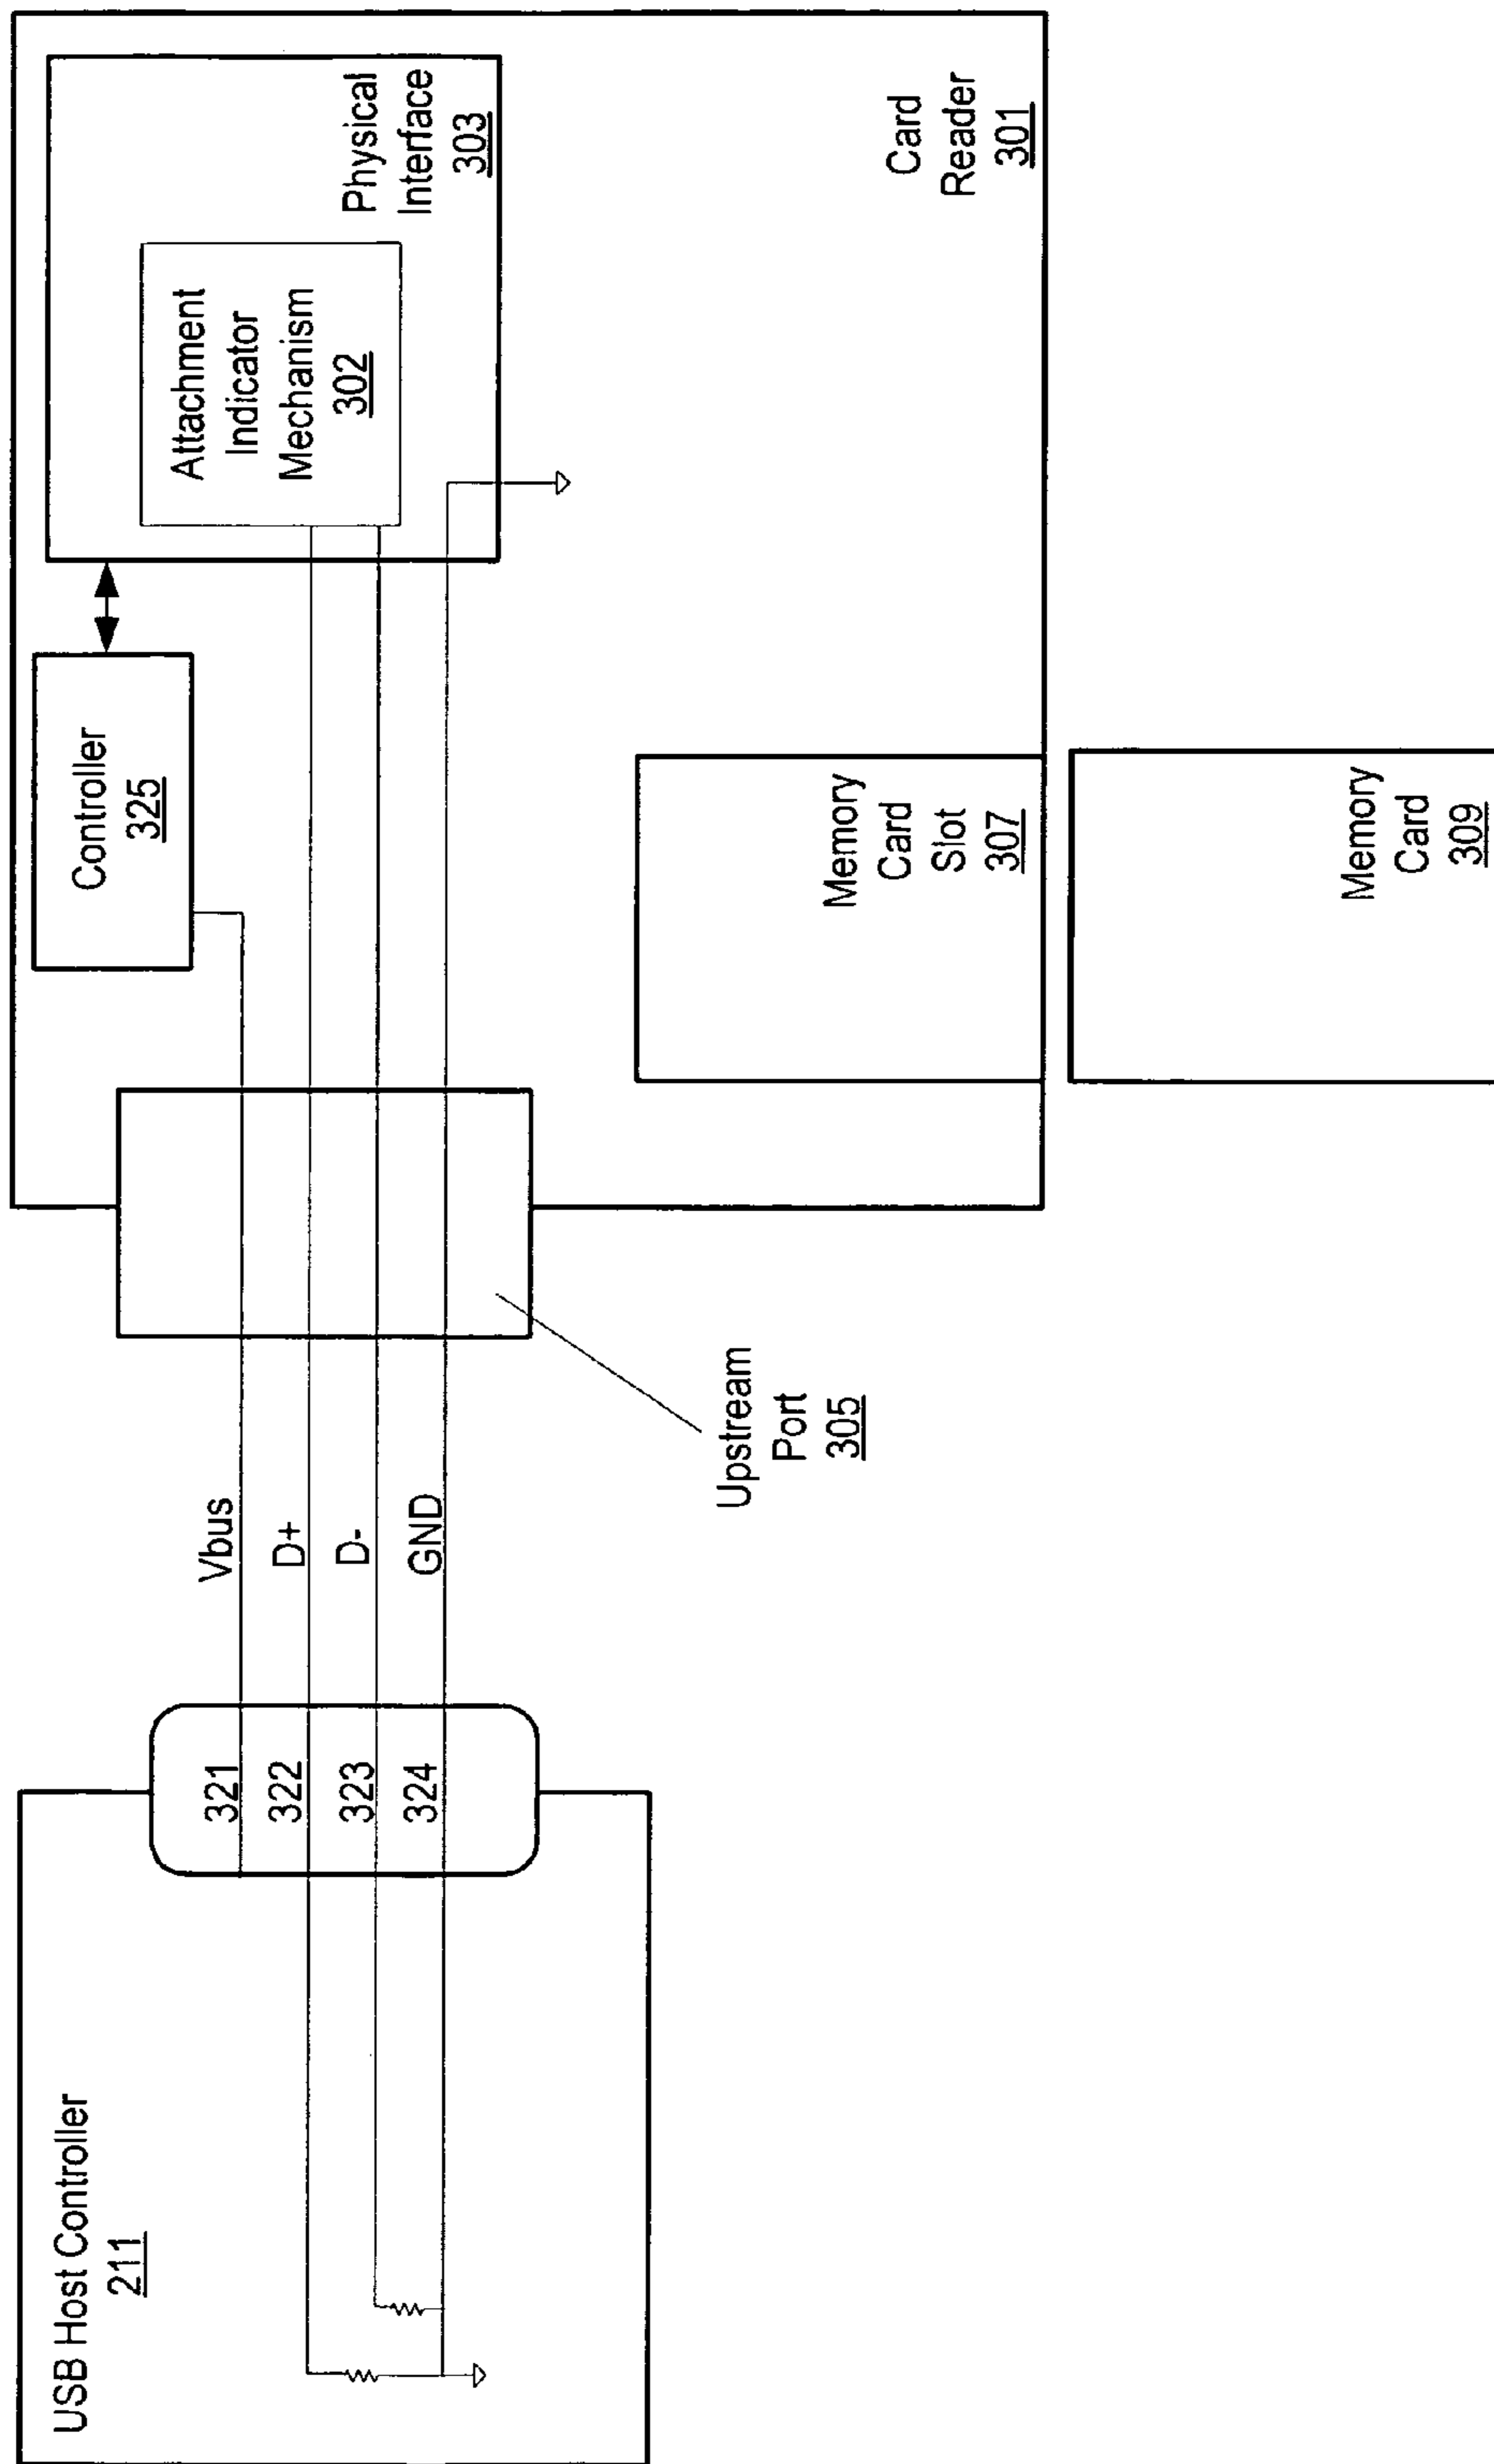 USB Host Controller
211
321
322
323
324
Vbus
D+
D-
GND
Upstream
Port
305
Controller
325
Attachment
Indicator
Mechanism
302
Physical
Interface
303
Memory
Card
Slot
307
Card
Reader
301
Memory
Card
309